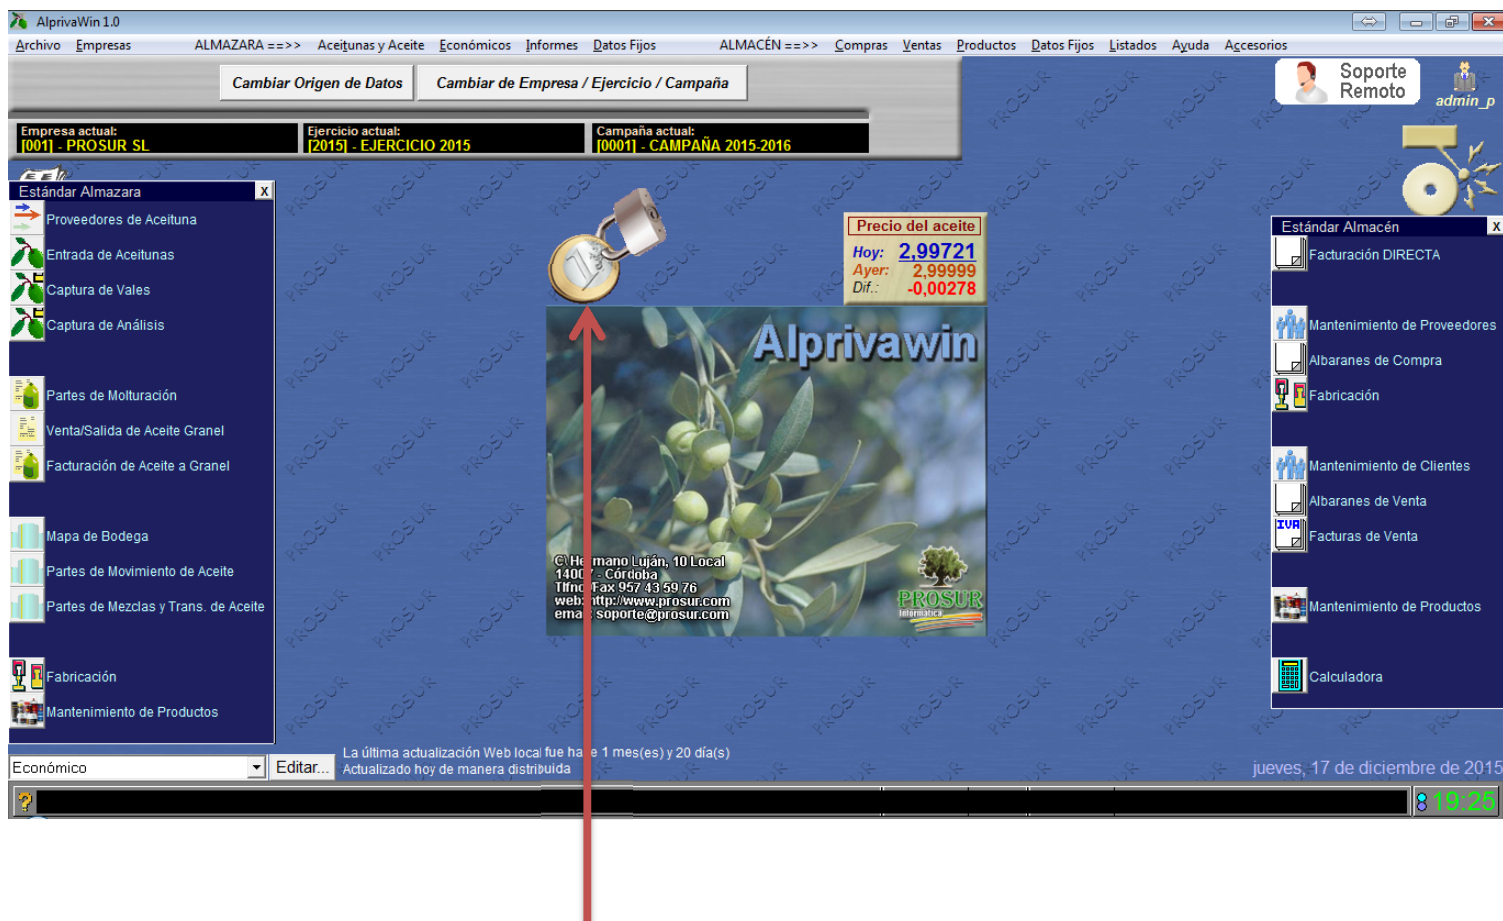 AlprivaWin 1.0
Archivo Empresas ALMAZARA ==>> Aceitunas y Aceite Económicos Informes Datos Fijos ALMACÉN ==>> Compras Ventas Productos Datos Fijos Listados Ayuda Accesorios
Cambiar Origen de Datos
Cambiar de Empresa / Ejercicio / Campaña
Soporte
Remoto
admin_p
Empresa actual:
[001] - PROSUR SL
Ejercicio actual:
[2015] - EJERCICIO 2015
Campaña actual:
[0001] - CAMPAÑA 2015-2016
Estándar Almazara X
Proveedores de Aceituna
Entrada de Aceitunas
Captura de Vales
Captura de Análisis
Partes de Molturación
Venta/Salida de Aceite Granel
Facturación de Aceite a Granel
Mapa de Bodega
Partes de Movimiento de Aceite
Partes de Mezclas y Trans. de Aceite
Fabricación
Mantenimiento de Productos
Precio del aceite
Hoy: 2,99721
Ayer: 2,99999
Dif.: -0,00278
Alprivawin
C\ Hermano Luján, 10 Local
14007 - Córdoba
Tlfno/Fax 957 43 59 76
web: http://www.prosur.com
email: soporte@prosur.com
PROSUR
Informática
Estándar Almacén X
Facturación DIRECTA
Mantenimiento de Proveedores
Albaranes de Compra
Fabricación
Mantenimiento de Clientes
Albaranes de Venta
IVA
Facturas de Venta
Mantenimiento de Productos
Calculadora
Económico
Editar...
La última actualización Web local fue hace 1 mes(es) y 20 día(s)
Actualizado hoy de manera distribuida
jueves, 17 de diciembre de 2015
19:25